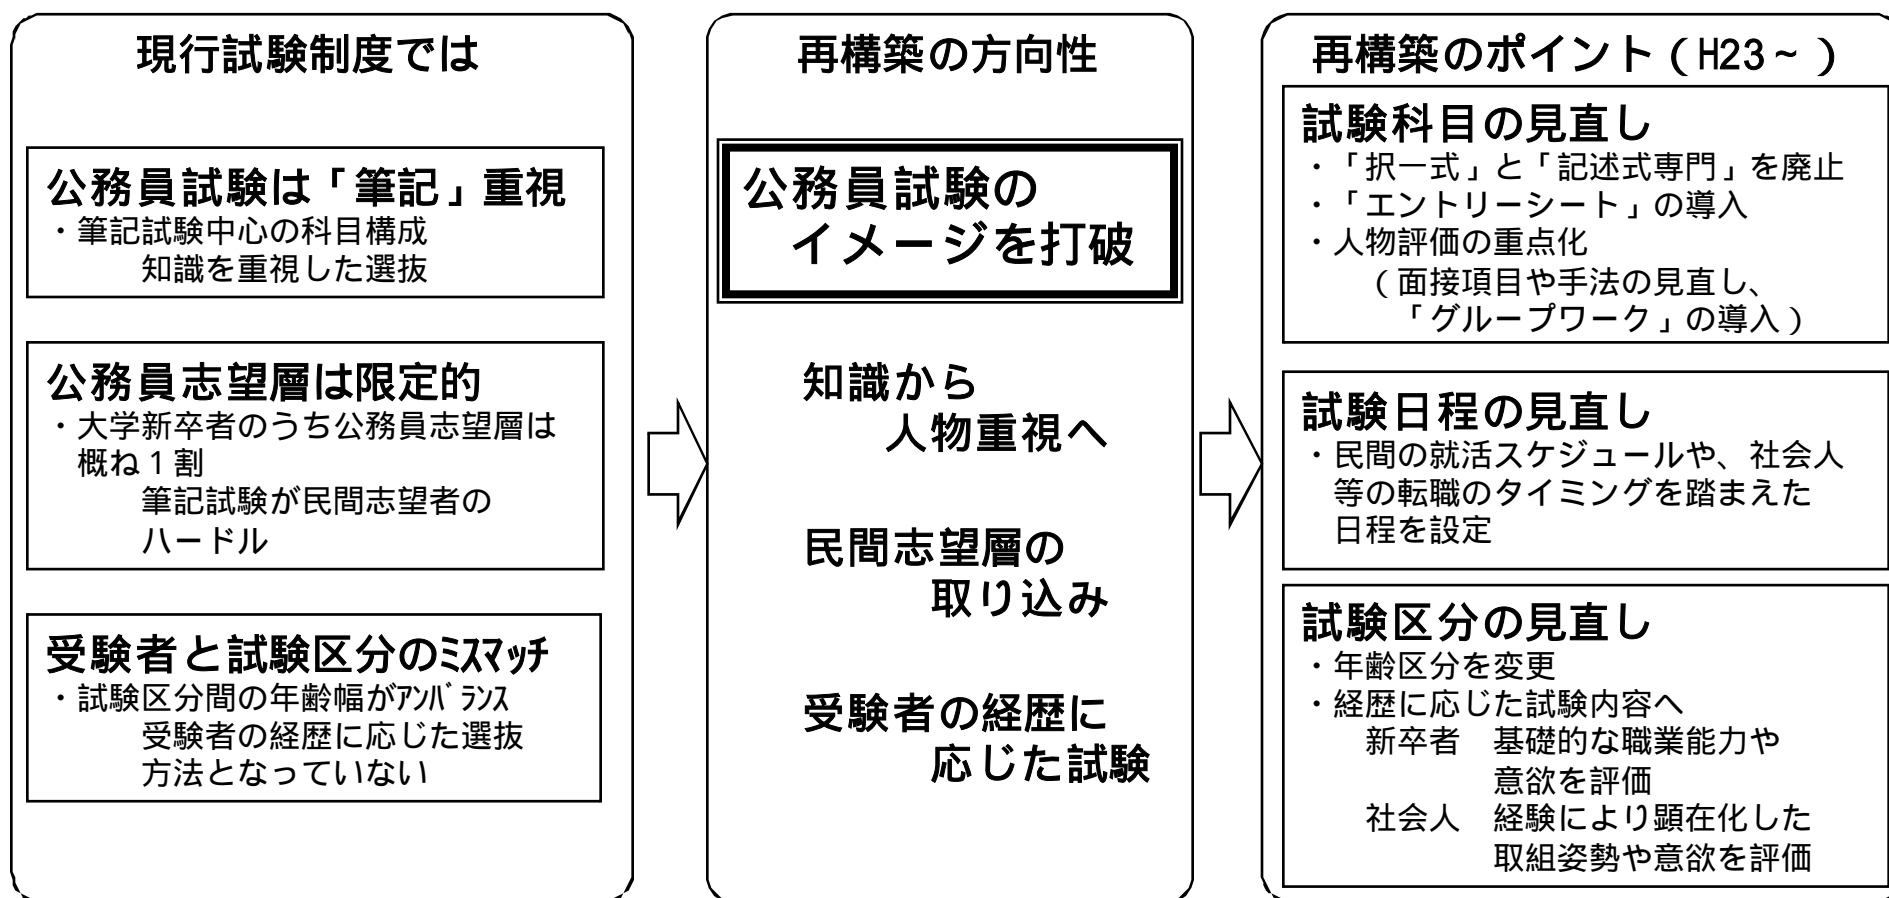 現行試験制度では
公務員試験は「筆記」重視
・筆記試験中心の科目構成
知識を重視した選抜
公務員志望層は限定的
・大学新卒者のうち公務員志望層は
概ね１割
筆記試験が民間志望者の
ハードル
受験者と試験区分のﾐｽﾏｯﾁ
・試験区分間の年齢幅がｱﾝﾊﾞﾗﾝｽ
受験者の経歴に応じた選抜
方法となっていない
再構築の方向性
公務員試験の
イメージを打破
知識から
人物重視へ
民間志望層の
取り込み
受験者の経歴に
応じた試験
再構築のポイント（H23～）
試験科目の見直し
・「択一式」と「記述式専門」を廃止
・「エントリーシート」の導入
・人物評価の重点化
（面接項目や手法の見直し、
「グループワーク」の導入）
試験日程の見直し
・民間の就活スケジュールや、社会人
等の転職のタイミングを踏まえた
日程を設定
試験区分の見直し
・年齢区分を変更
・経歴に応じた試験内容へ
新卒者　基礎的な職業能力や
意欲を評価
社会人　経験により顕在化した
取組姿勢や意欲を評価